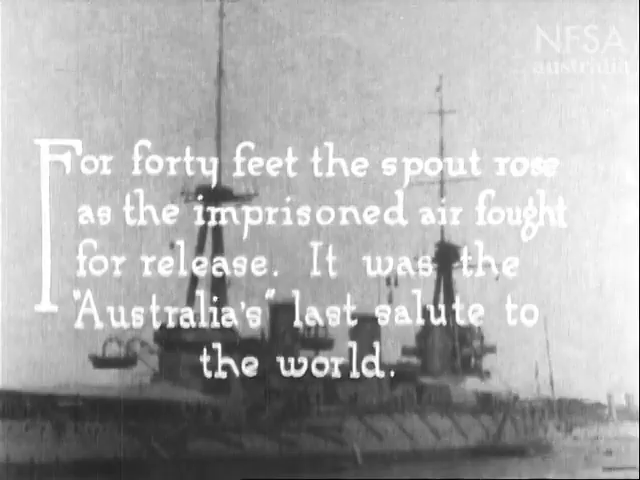 NFSA
australia
For forty feet the spout rose
as the imprisoned air fought
for release. It was the
"Australia's" last salute to
the world.